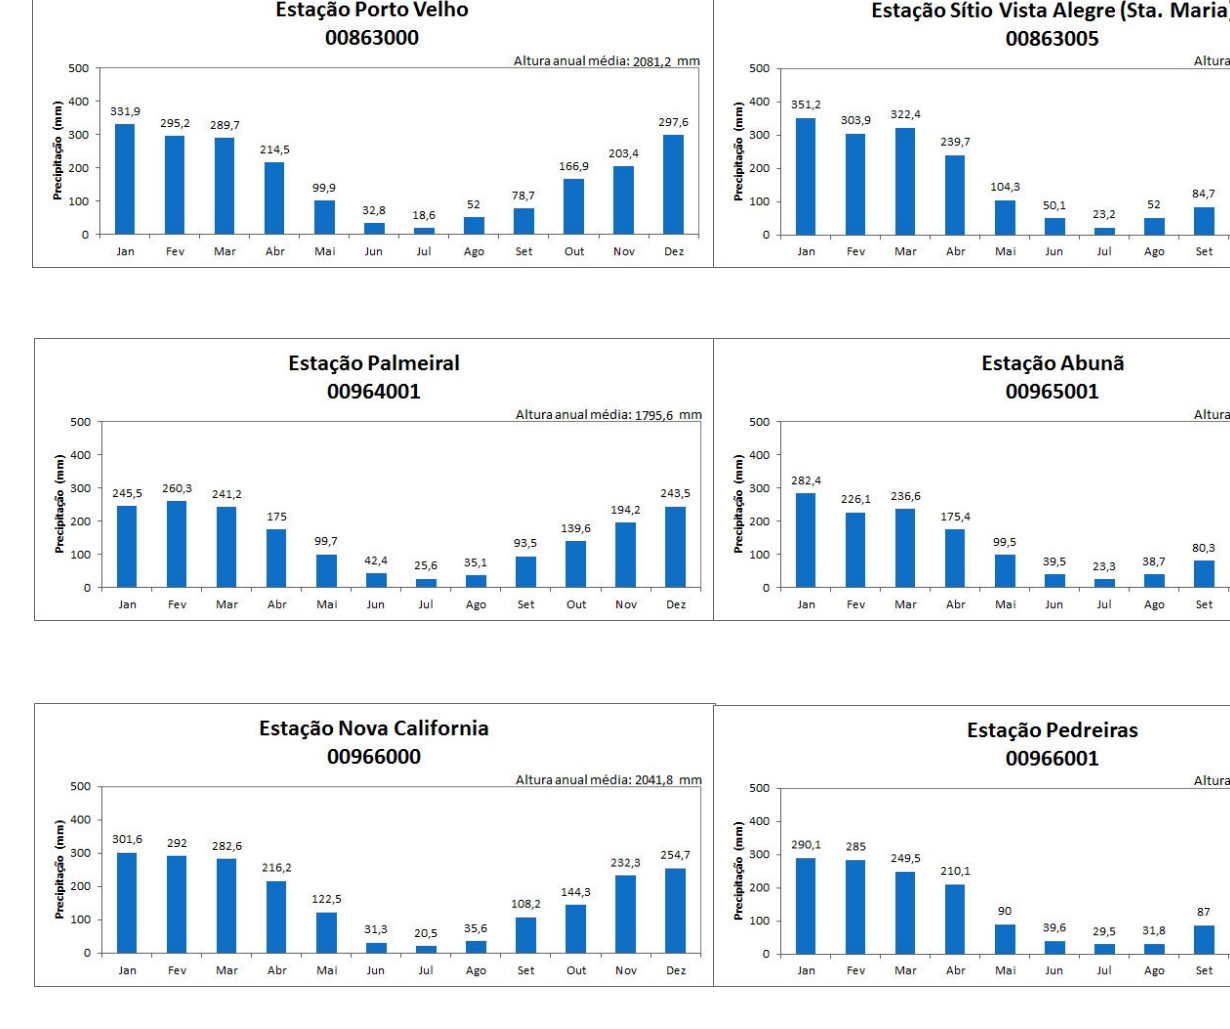 Estação Porto Velho
00863000
Altura anual média: 2081,2 mm
Precipitação (mm)
500
400
300
200
100
0
331,9 295,2 289,7 214,5 99,9 32,8 18,6 52 78,7 166,9 203,4 297,6
Jan Fev Mar Abr Mai Jun Jul Ago Set Out Nov Dez
Estação Sítio Vista Alegre (Sta. Maria)
00863005
Altura
Precipitação (mm)
500
400
300
200
100
0
351,2 303,9 322,4 239,7 104,3 50,1 23,2 52 84,7
Jan Fev Mar Abr Mai Jun Jul Ago Set
Estação Palmeiral
00964001
Altura anual média: 1795,6 mm
Precipitação (mm)
500
400
300
200
100
0
245,5 260,3 241,2 175 99,7 42,4 25,6 35,1 93,5 139,6 194,2 243,5
Jan Fev Mar Abr Mai Jun Jul Ago Set Out Nov Dez
Estação Abunã
00965001
Altura
Precipitação (mm)
500
400
300
200
100
0
282,4 226,1 236,6 175,4 99,5 39,5 23,3 38,7 80,3
Jan Fev Mar Abr Mai Jun Jul Ago Set
Estação Nova California
00966000
Altura anual média: 2041,8 mm
Precipitação (mm)
500
400
300
200
100
0
301,6 292 282,6 216,2 122,5 31,3 20,5 35,6 108,2 144,3 232,3 254,7
Jan Fev Mar Abr Mai Jun Jul Ago Set Out Nov Dez
Estação Pedreiras
00966001
Altura
Precipitação (mm)
500
400
300
200
100
0
290,1 285 249,5 210,1 90 39,6 29,5 31,8 87
Jan Fev Mar Abr Mai Jun Jul Ago Set